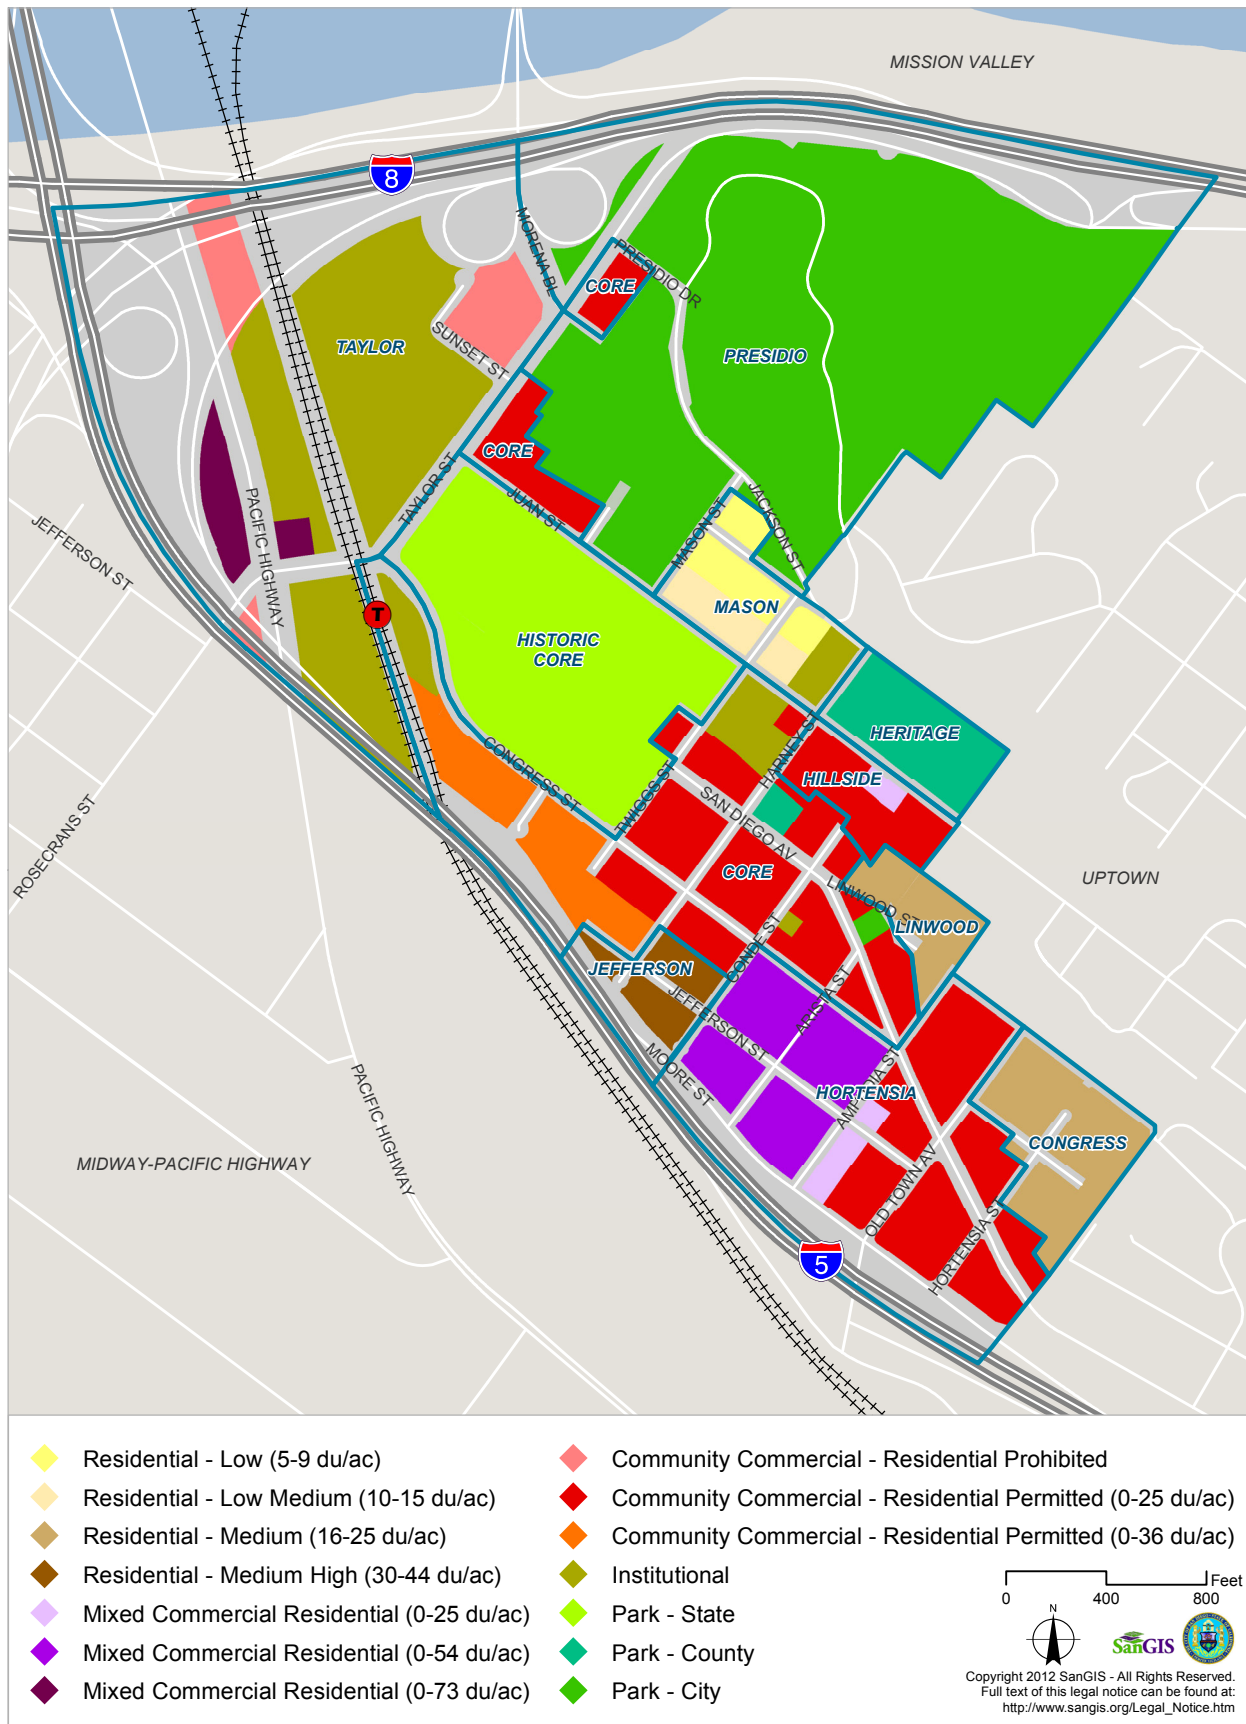 MISSION VALLEY
8
MORENA BL
PRESIDIO DR
CORE
TAYLOR
SUNSET ST
PRESIDIO
CORE
TAYLOR ST
JUAN ST
JACKSON ST
MASON ST
PACIFIC HIGHWAY
JEFFERSON ST
MASON
T
HISTORIC
CORE
HERITAGE
HARNEY ST
CONGRESS ST
HILLSIDE
TWIGGS ST
SAN DIEGO AV
ROSECRANS ST
CORE
UPTOWN
LINWOOD ST
LINWOOD
CONDE ST
JEFFERSON
ARISTA ST
JEFFERSON ST
MOORE ST
HORTENSIA
PACIFIC HIGHWAY
CONGRESS
MIDWAY-PACIFIC HIGHWAY
OLD TOWN AV
HORTENSIA ST
5
Residential - Low (5-9 du/ac)
Residential - Low Medium (10-15 du/ac)
Residential - Medium (16-25 du/ac)
Residential - Medium High (30-44 du/ac)
Mixed Commercial Residential (0-25 du/ac)
Mixed Commercial Residential (0-54 du/ac)
Mixed Commercial Residential (0-73 du/ac)
Community Commercial - Residential Prohibited
Community Commercial - Residential Permitted (0-25 du/ac)
Community Commercial - Residential Permitted (0-36 du/ac)
Institutional
Park - State
Park - County
Park - City
Feet
0 400 800
N
SanGIS
Copyright 2012 SanGIS - All Rights Reserved.
Full text of this legal notice can be found at:
http://www.sangis.org/Legal_Notice.htm